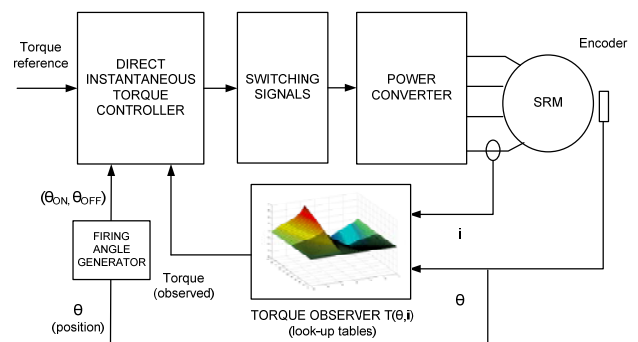 Torque
reference
DIRECT
INSTANTANEOUS
TORQUE
CONTROLLER
SWITCHING
SIGNALS
POWER
CONVERTER
SRM
Encoder
(θON, θOFF)
FIRING
ANGLE
GENERATOR
θ
(position)
Torque
(observed)
i
θ
TORQUE OBSERVER T(θ,i)
(look-up tables)